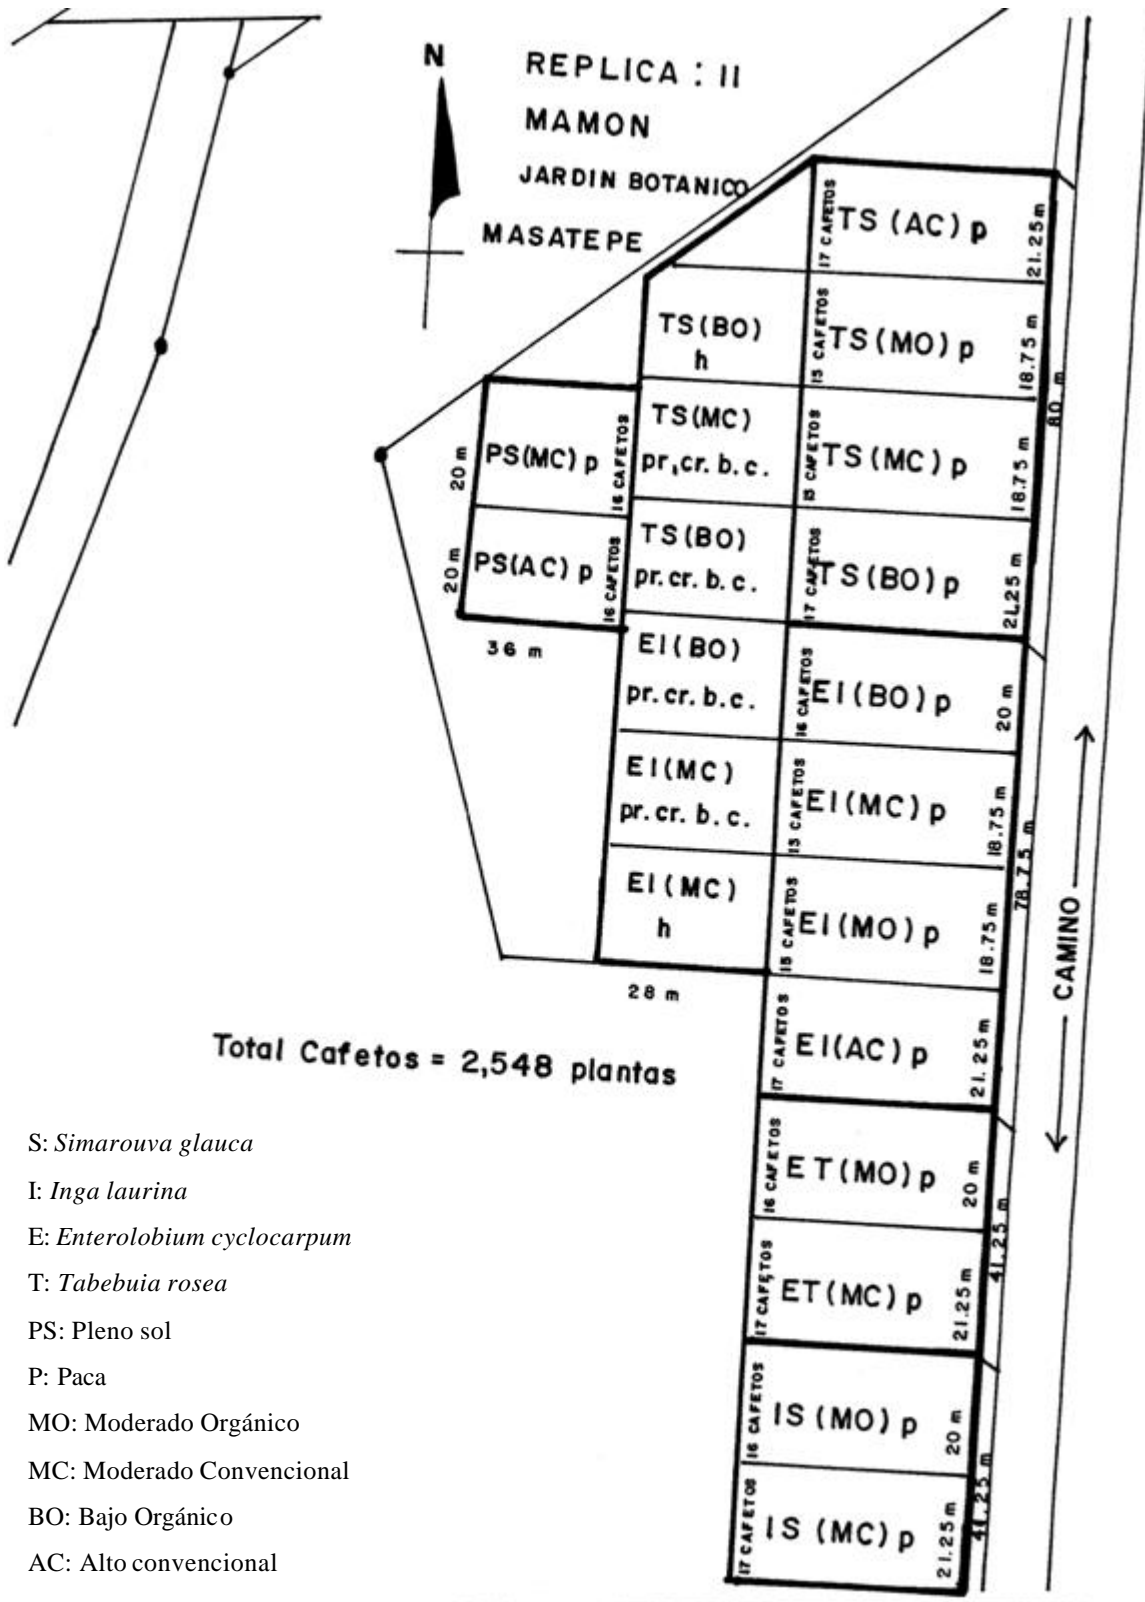 N
REPLICA : II
MAMON
JARDIN BOTANICO
MASATEPE
17 CAFETOS
TS (AC) p
21.25m
TS(BO)
h
15 CAFETOS
TS(MO) p
18.75 m
80 m
20 m
PS(MC) p
16 CAFETOS
TS(MC)
pr,cr. b.c.
15 CAFETOS
TS(MC) p
18.75 m
20m
PS(AC) p
16 CAFETOS
TS(BO)
pr.cr. b.c.
17 CAFETOS
TS(BO) p
21.25 m
36 m
EI(BO)
pr.cr. b.c.
16 CAFETOS
EI(BO) p
20 m
EI(MC)
pr.cr. b.c.
15 CAFETOS
EI(MC) p
18.75 m
78.75 m
EI(MC)
h
15 CAFETOS
EI(MO) p
18.75 m
28 m
CAMINO
17 CAFETOS
EI(AC) p
21.25m
Total Cafetos = 2,548 plantas
16 CAFETOS
ET(MO) p
20 m
41.25 m
17 CAFETOS
ET(MC) p
21.25m
16 CAFETOS
IS (MO) p
20 m
41.25 m
17 CAFETOS
IS (MC) p
21.25m
S: Simarouva glauca
I: Inga laurina
E: Enterolobium cyclocarpum
T: Tabebuia rosea
PS: Pleno sol
P: Paca
MO: Moderado Orgánico
MC: Moderado Convencional
BO: Bajo Orgánico
AC: Alto convencional